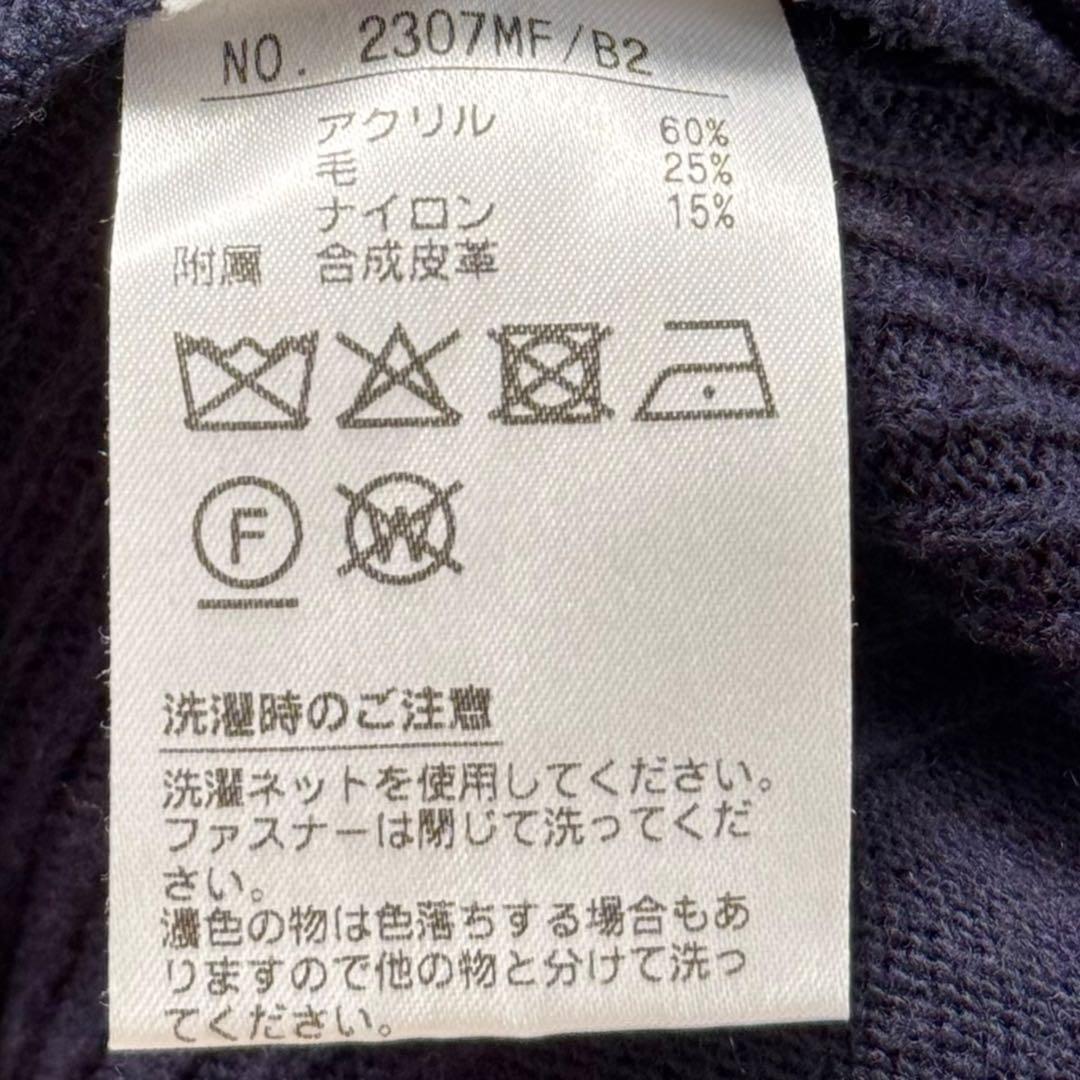 NO. 2307MF/B2
アクリル 60%
毛 25%
ナイロン 15%
附属 合成皮革
F W
洗濯時のご注意
洗濯ネットを使用してください。
ファスナーは閉じて洗ってくだ
さい。
濃色の物は色落ちする場合もあ
りますので他の物と分けて洗っ
てください。